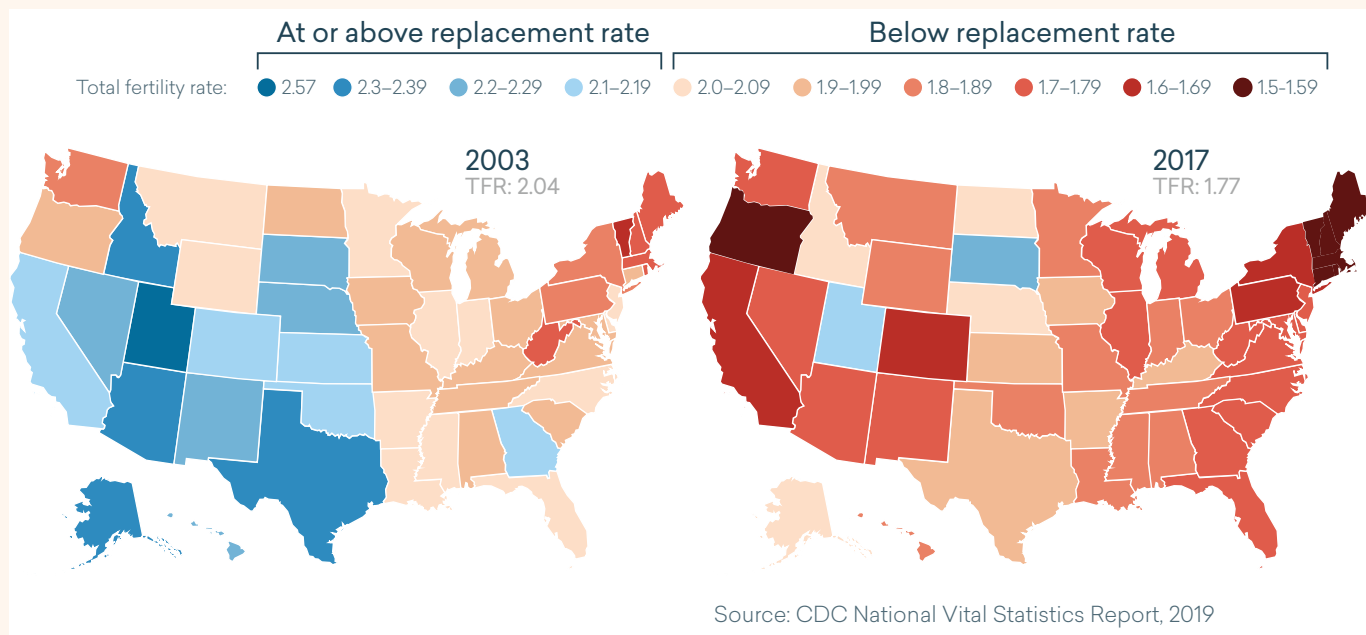 At or above replacement rate
Below replacement rate
Total fertility rate: 2.57 2.3–2.39 2.2–2.29 2.1–2.19 2.0–2.09 1.9–1.99 1.8–1.89 1.7–1.79 1.6–1.69 1.5-1.59
2003
TFR: 2.04
2017
TFR: 1.77
Source: CDC National Vital Statistics Report, 2019